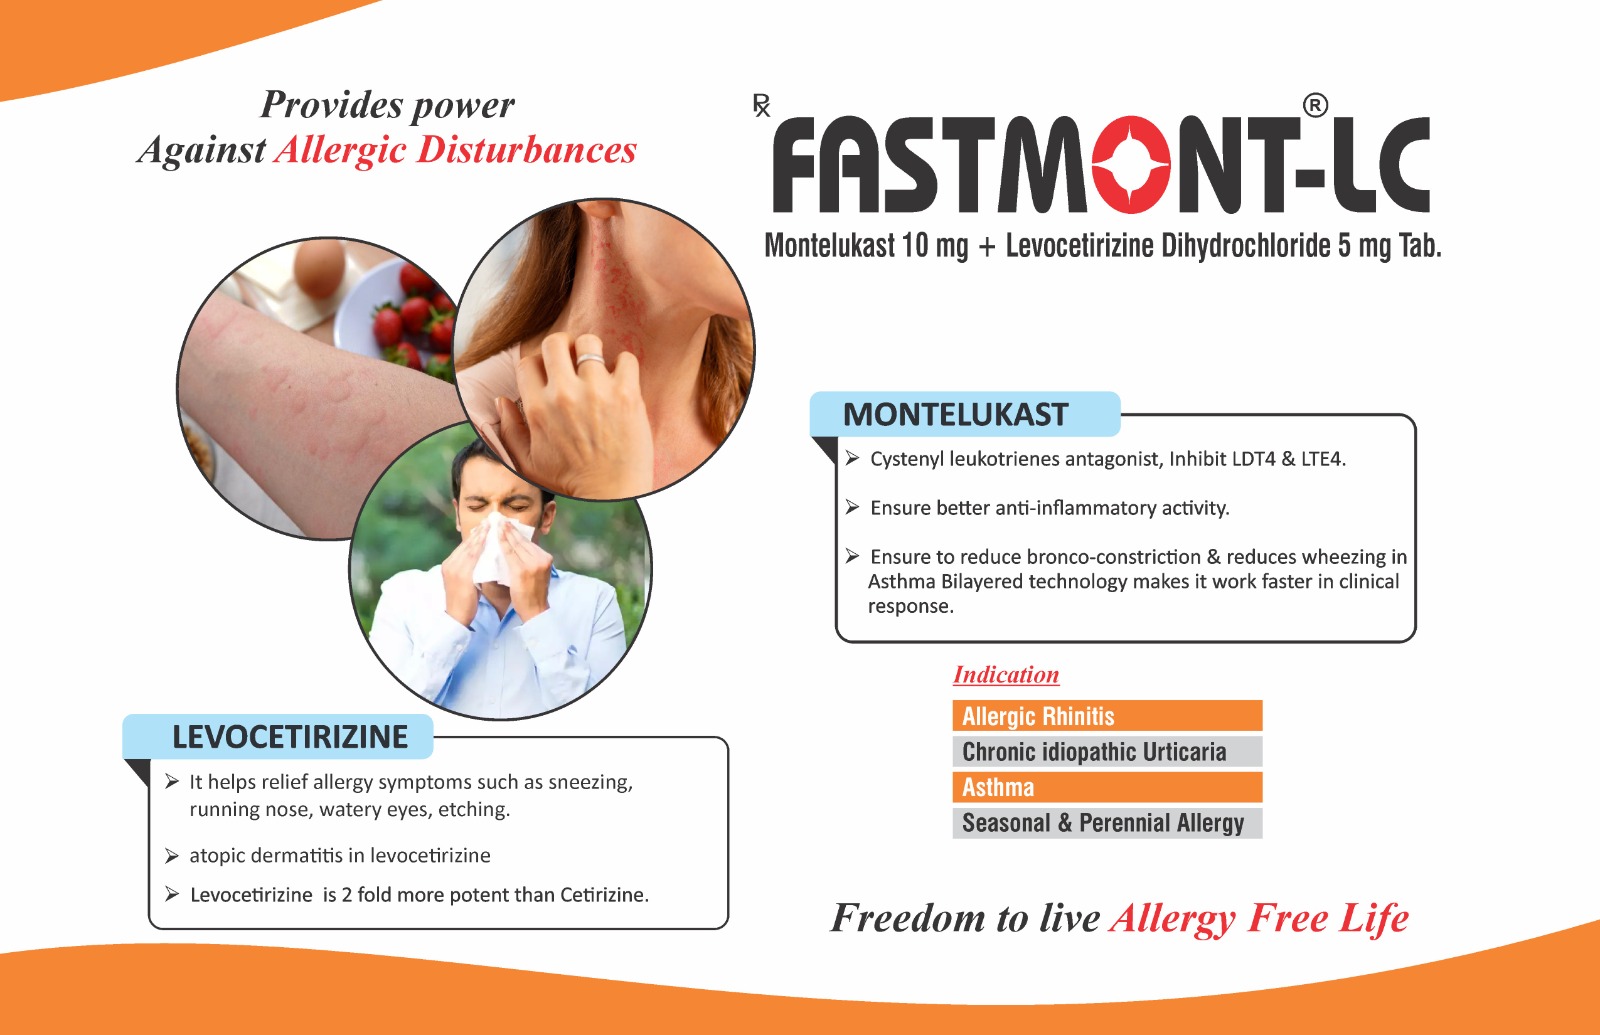 Provides power
Against Allergic Disturbances
Rx
FASTMONT®-LC
Montelukast 10 mg + Levocetirizine Dihydrochloride 5 mg Tab.
MONTELUKAST
➢ Cystenyl leukotrienes antagonist, Inhibit LDT4 & LTE4.
➢ Ensure better anti-inflammatory activity.
➢ Ensure to reduce bronco-constriction & reduces wheezing in
Asthma Bilayered technology makes it work faster in clinical
response.
Indication
Allergic Rhinitis
Chronic idiopathic Urticaria
Asthma
Seasonal & Perennial Allergy
LEVOCETIRIZINE
➢ It helps relief allergy symptoms such as sneezing,
running nose, watery eyes, etching.
➢ atopic dermatitis in levocetirizine
➢ Levocetirizine is 2 fold more potent than Cetirizine.
Freedom to live Allergy Free Life